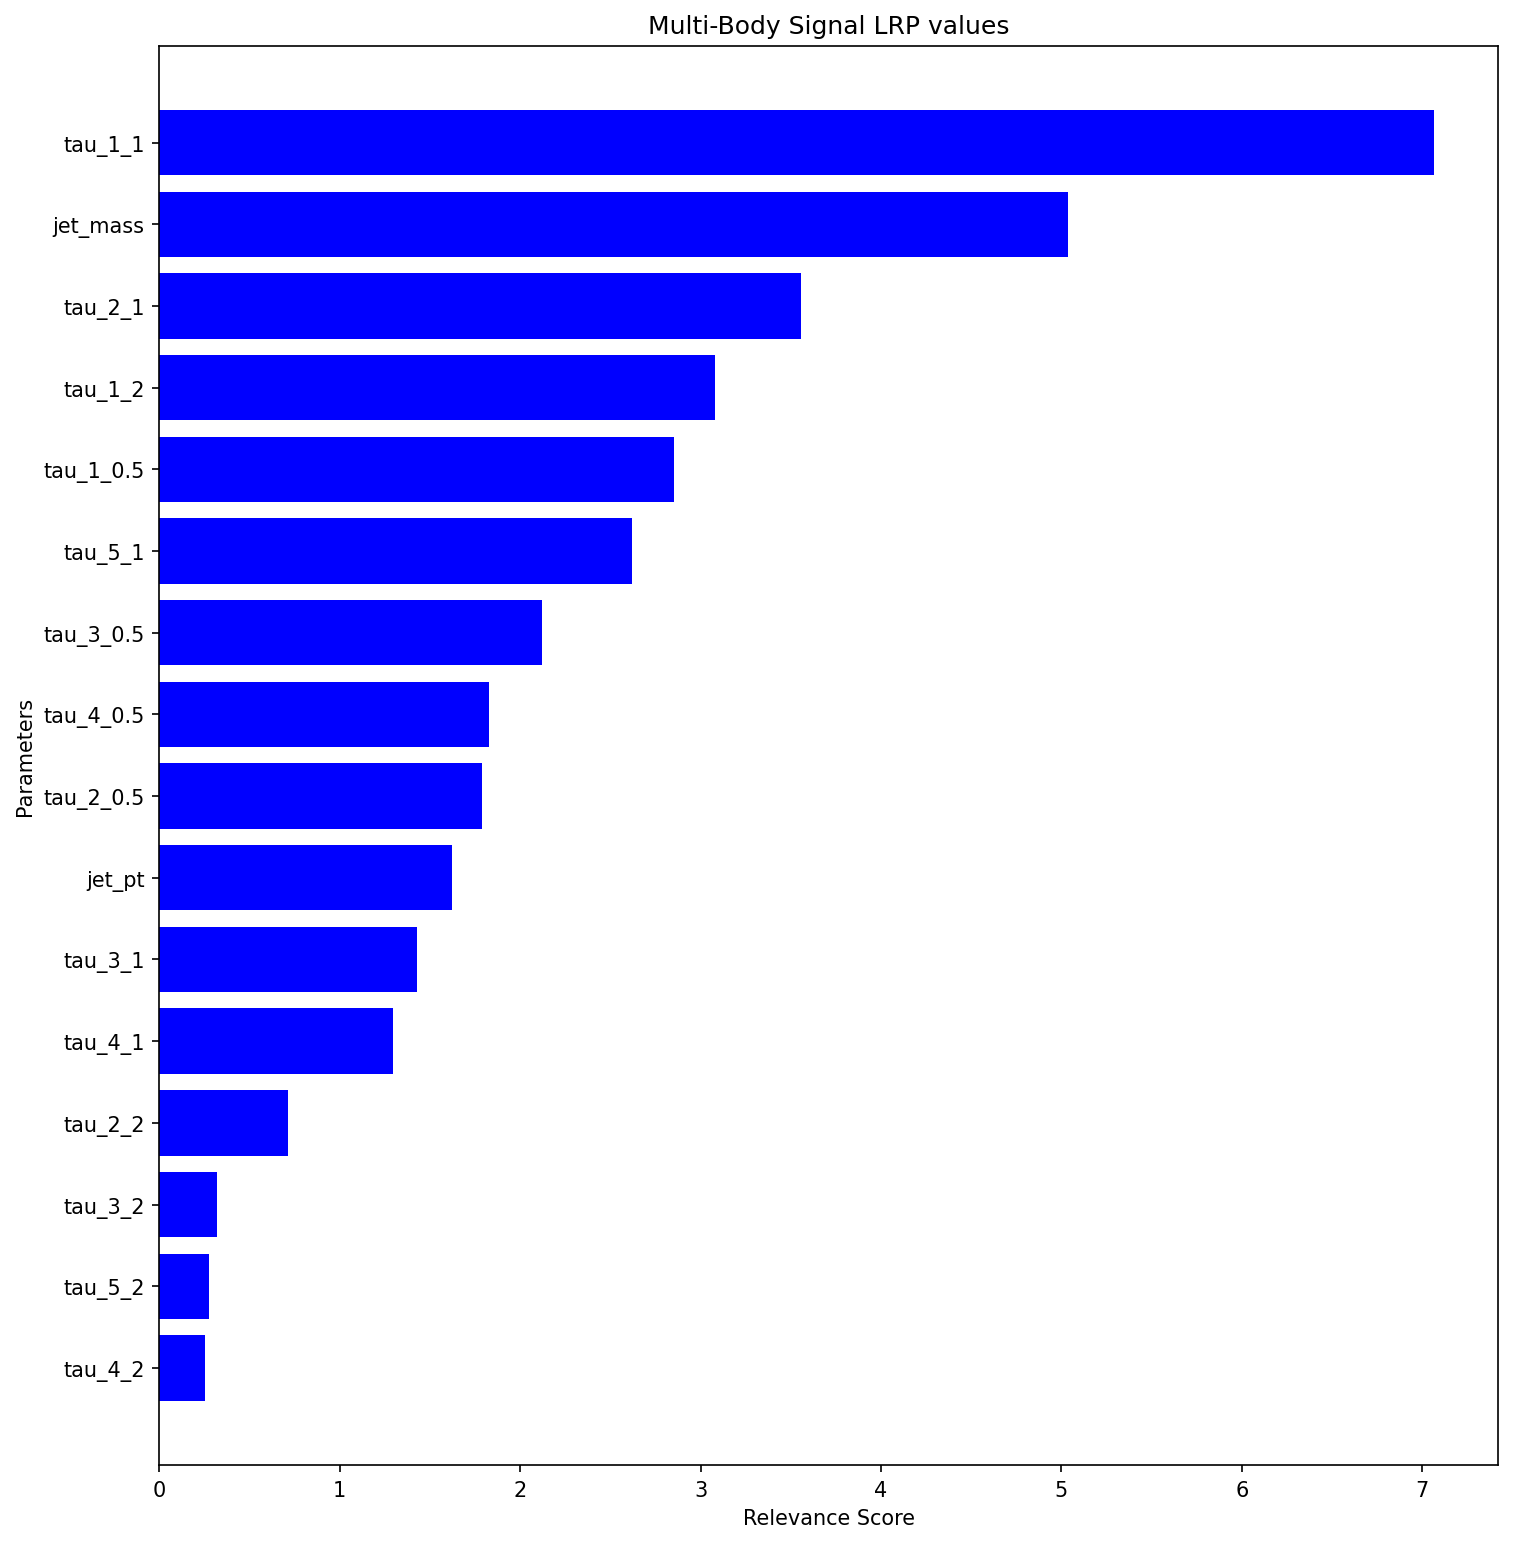 Multi-Body Signal LRP values
tau_1_1
jet_mass
tau_2_1
tau_1_2
tau_1_0.5
tau_5_1
tau_3_0.5
tau_4_0.5
tau_2_0.5
jet_pt
tau_3_1
tau_4_1
tau_2_2
tau_3_2
tau_5_2
tau_4_2
Parameters
0 1 2 3 4 5 6 7
Relevance Score